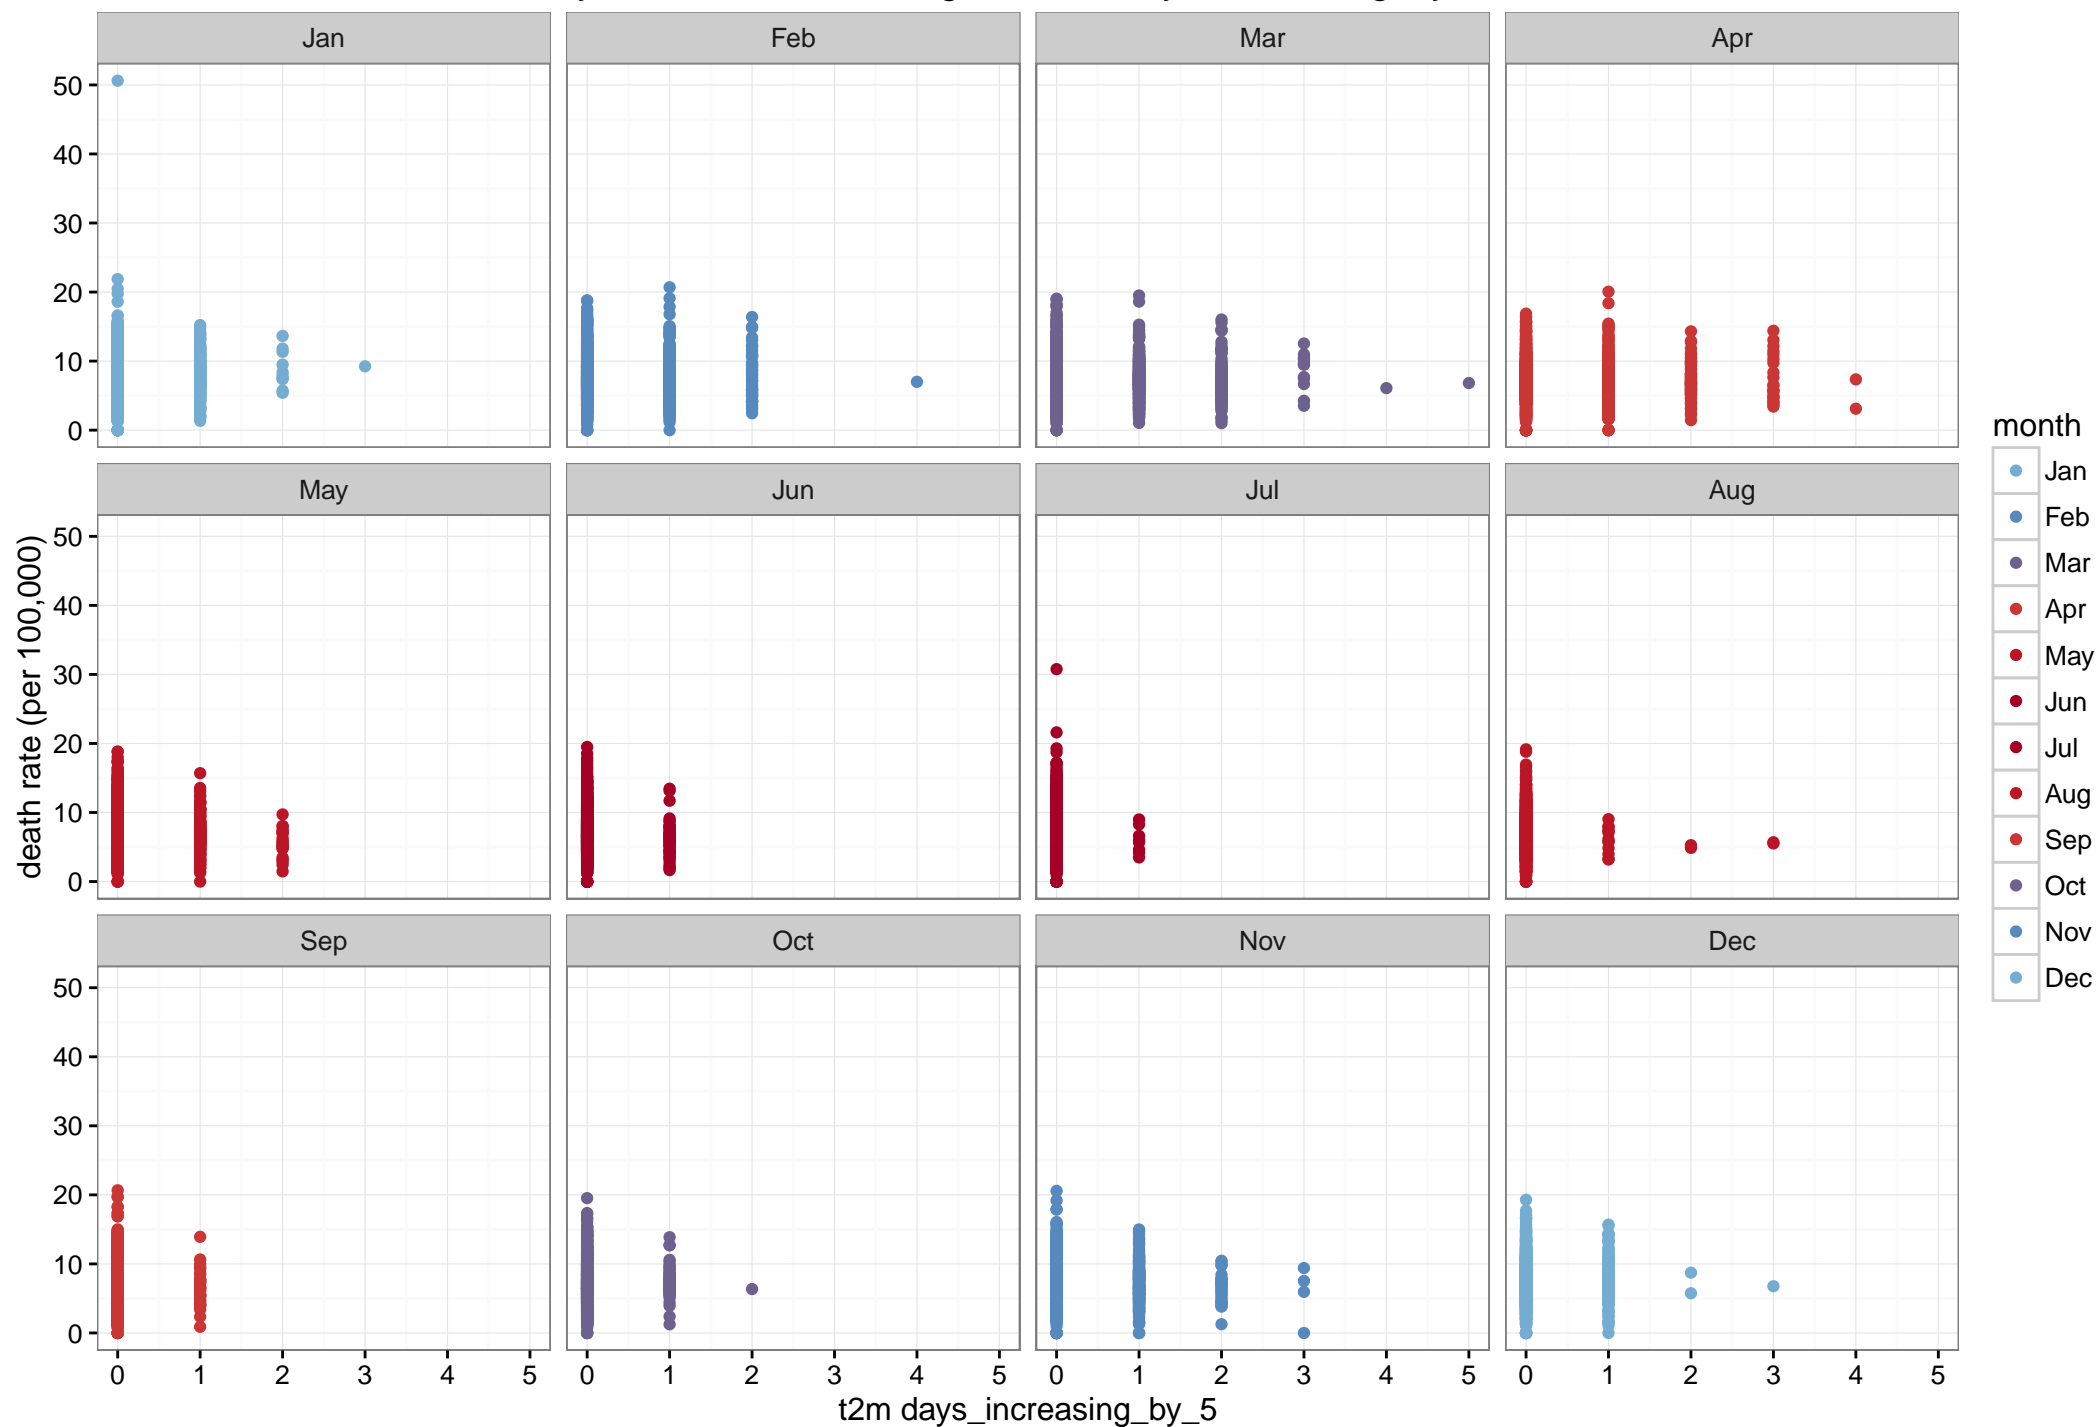 Jan Feb Mar Apr
50
40
30
20
10
0
May Jun Jul Aug
50
40
30
20
10
0
Sep Oct Nov Dec
50
40
30
20
10
0
0 1 2 3 4 5 0 1 2 3 4 5 0 1 2 3 4 5 0 1 2 3 4 5
t2m days_increasing_by_5
death rate (per 100,000)
month
Jan
Feb
Mar
Apr
May
Jun
Jul
Aug
Sep
Oct
Nov
Dec